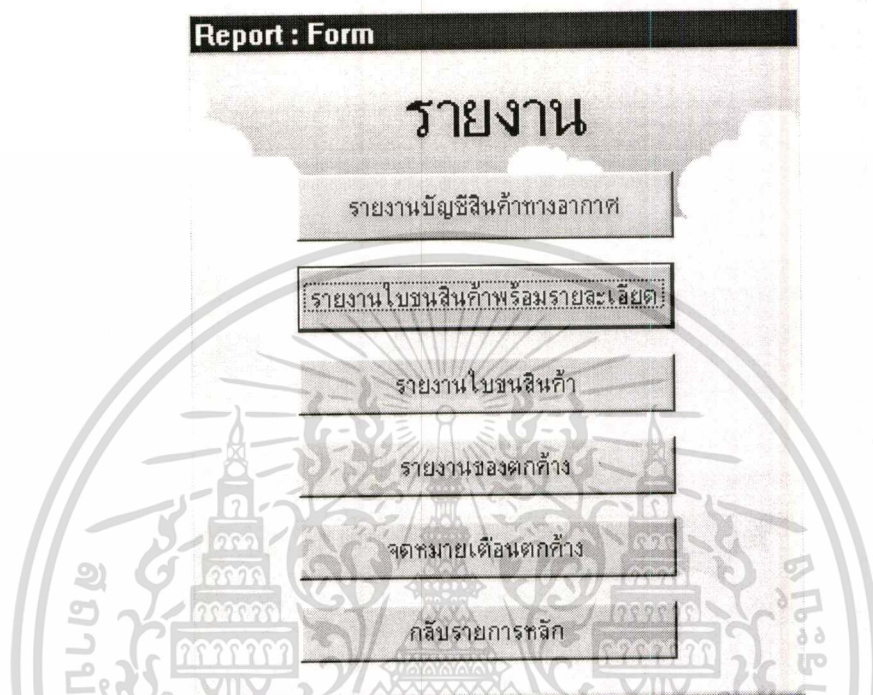 Report : Form
รายงาน
รายงานบัญชีสินค้าทางอากาศ
รายงานใบขนสินค้าพร้อมรายละเอียด
รายงานใบขนสินค้า
รายงานของตกค้าง
จดหมายเตือนตกค้าง
กลับรายการหลัก